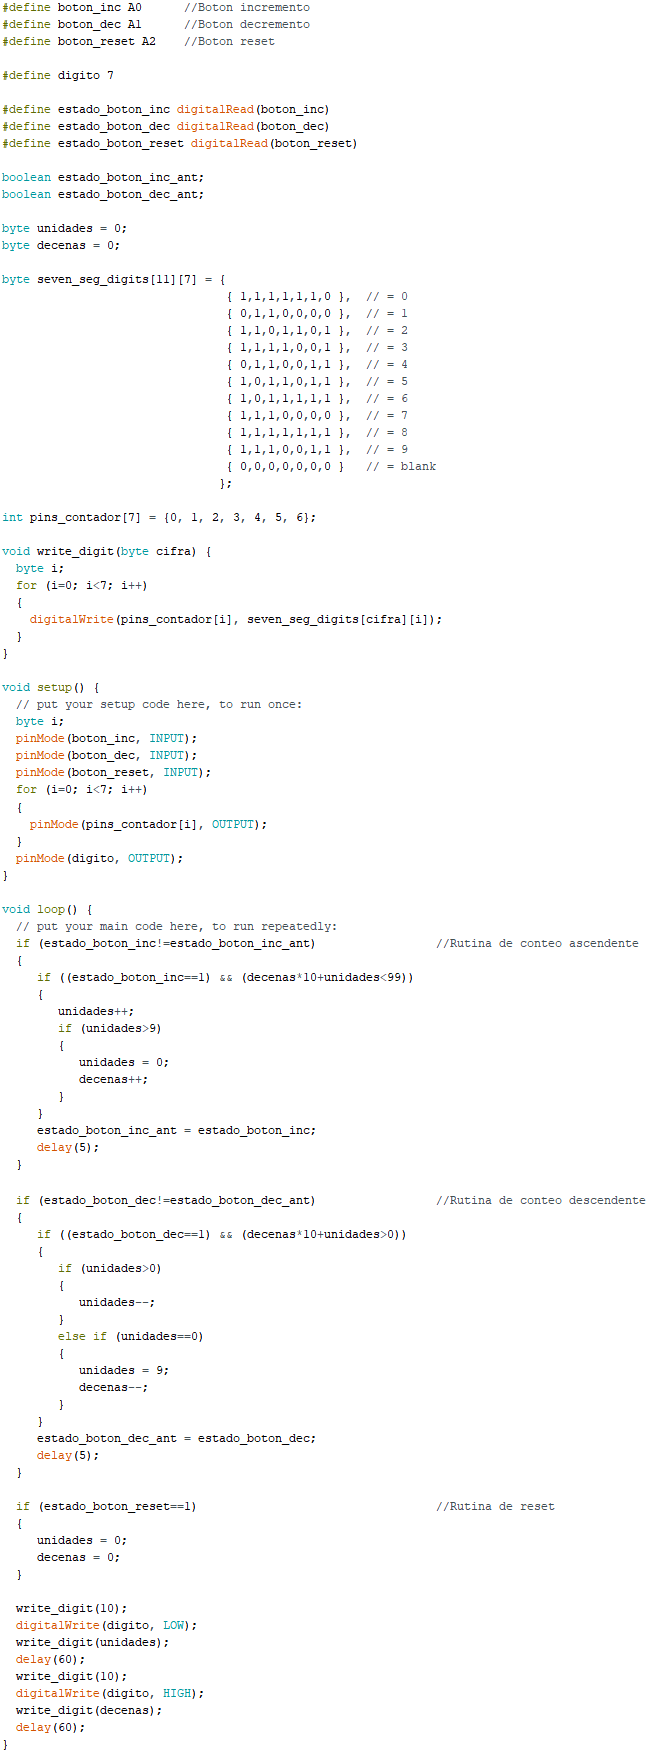 #define boton_inc A0      //Boton incremento
#define boton_dec A1      //Boton decremento
#define boton_reset A2    //Boton reset

#define digito 7

#define estado_boton_inc digitalRead(boton_inc)
#define estado_boton_dec digitalRead(boton_dec)
#define estado_boton_reset digitalRead(boton_reset)

boolean estado_boton_inc_ant;
boolean estado_boton_dec_ant;

byte unidades = 0;
byte decenas = 0;

byte seven_seg_digits[11][7] = {
                                { 1,1,1,1,1,1,0 },  // = 0
                                { 0,1,1,0,0,0,0 },  // = 1
                                { 1,1,0,1,1,0,1 },  // = 2
                                { 1,1,1,1,0,0,1 },  // = 3
                                { 0,1,1,0,0,1,1 },  // = 4
                                { 1,0,1,1,0,1,1 },  // = 5
                                { 1,0,1,1,1,1,1 },  // = 6
                                { 1,1,1,0,0,0,0 },  // = 7
                                { 1,1,1,1,1,1,1 },  // = 8
                                { 1,1,1,0,0,1,1 },  // = 9
                                { 0,0,0,0,0,0,0 }   // = blank
                               };

int pins_contador[7] = {0, 1, 2, 3, 4, 5, 6};

void write_digit(byte cifra) {
  byte i;
  for (i=0; i<7; i++)
  {
    digitalWrite(pins_contador[i], seven_seg_digits[cifra][i]);
  }
}

void setup() {
  // put your setup code here, to run once:
  byte i;
  pinMode(boton_inc, INPUT);
  pinMode(boton_dec, INPUT);
  pinMode(boton_reset, INPUT);
  for (i=0; i<7; i++)
  {
    pinMode(pins_contador[i], OUTPUT);
  }
  pinMode(digito, OUTPUT);
}

void loop() {
  // put your main code here, to run repeatedly:
  if (estado_boton_inc!=estado_boton_inc_ant)                 //Rutina de conteo ascendente
  {
     if ((estado_boton_inc==1) && (decenas*10+unidades<99))
     {
        unidades++;
        if (unidades>9)
        {
           unidades = 0;
           decenas++;
        }
     }
     estado_boton_inc_ant = estado_boton_inc;
     delay(5);
  }

  if (estado_boton_dec!=estado_boton_dec_ant)                 //Rutina de conteo descendente
  {
     if ((estado_boton_dec==1) && (decenas*10+unidades>0))
     {
        if (unidades>0)
        {
           unidades--;
        }
        else if (unidades==0)
        {
           unidades = 9;
           decenas--;
        }
     }
     estado_boton_dec_ant = estado_boton_dec;
     delay(5);
  }

  if (estado_boton_reset==1)                                  //Rutina de reset
  {
     unidades = 0;
     decenas = 0;
  }

  write_digit(10);
  digitalWrite(digito, LOW);
  write_digit(unidades);
  delay(60);
  write_digit(10);
  digitalWrite(digito, HIGH);
  write_digit(decenas);
  delay(60);
}